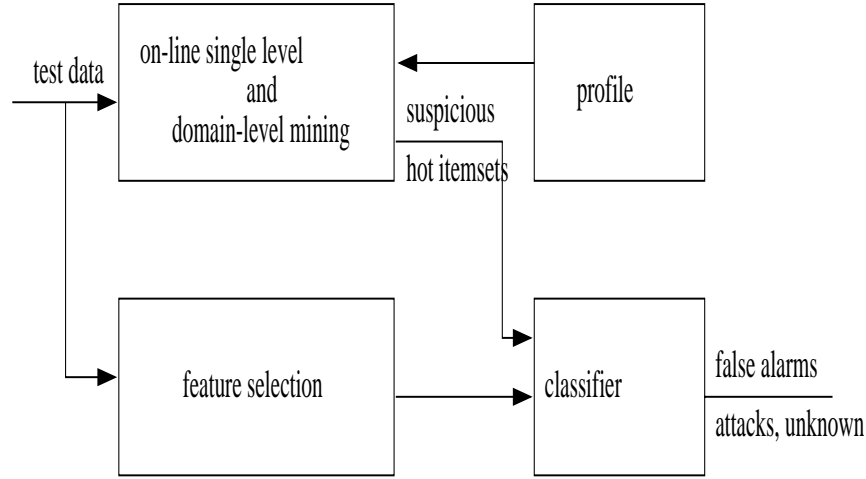 test data
on-line single level
and
domain-level mining
suspicious
hot itemsets
profile
feature selection
classifier
false alarms
attacks, unknown